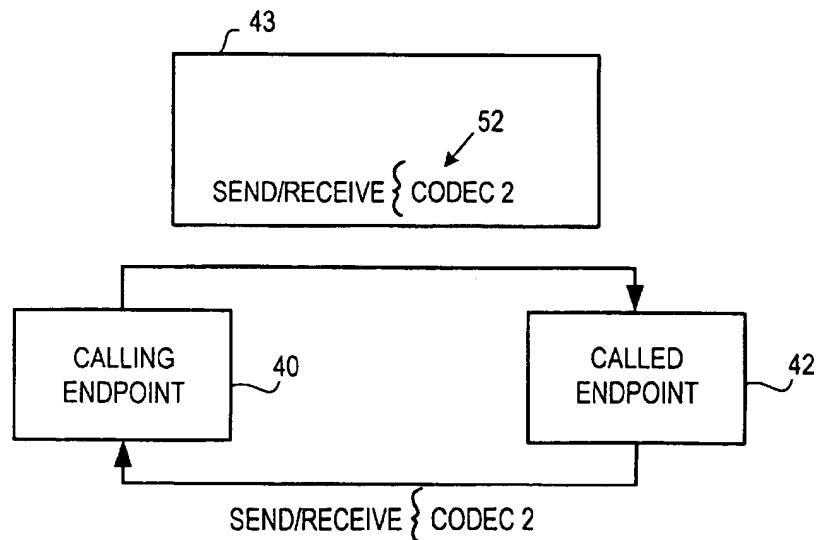 43
52
SEND/RECEIVE { CODEC 2
CALLING
ENDPOINT
40
CALLED
ENDPOINT
42
SEND/RECEIVE { CODEC 2